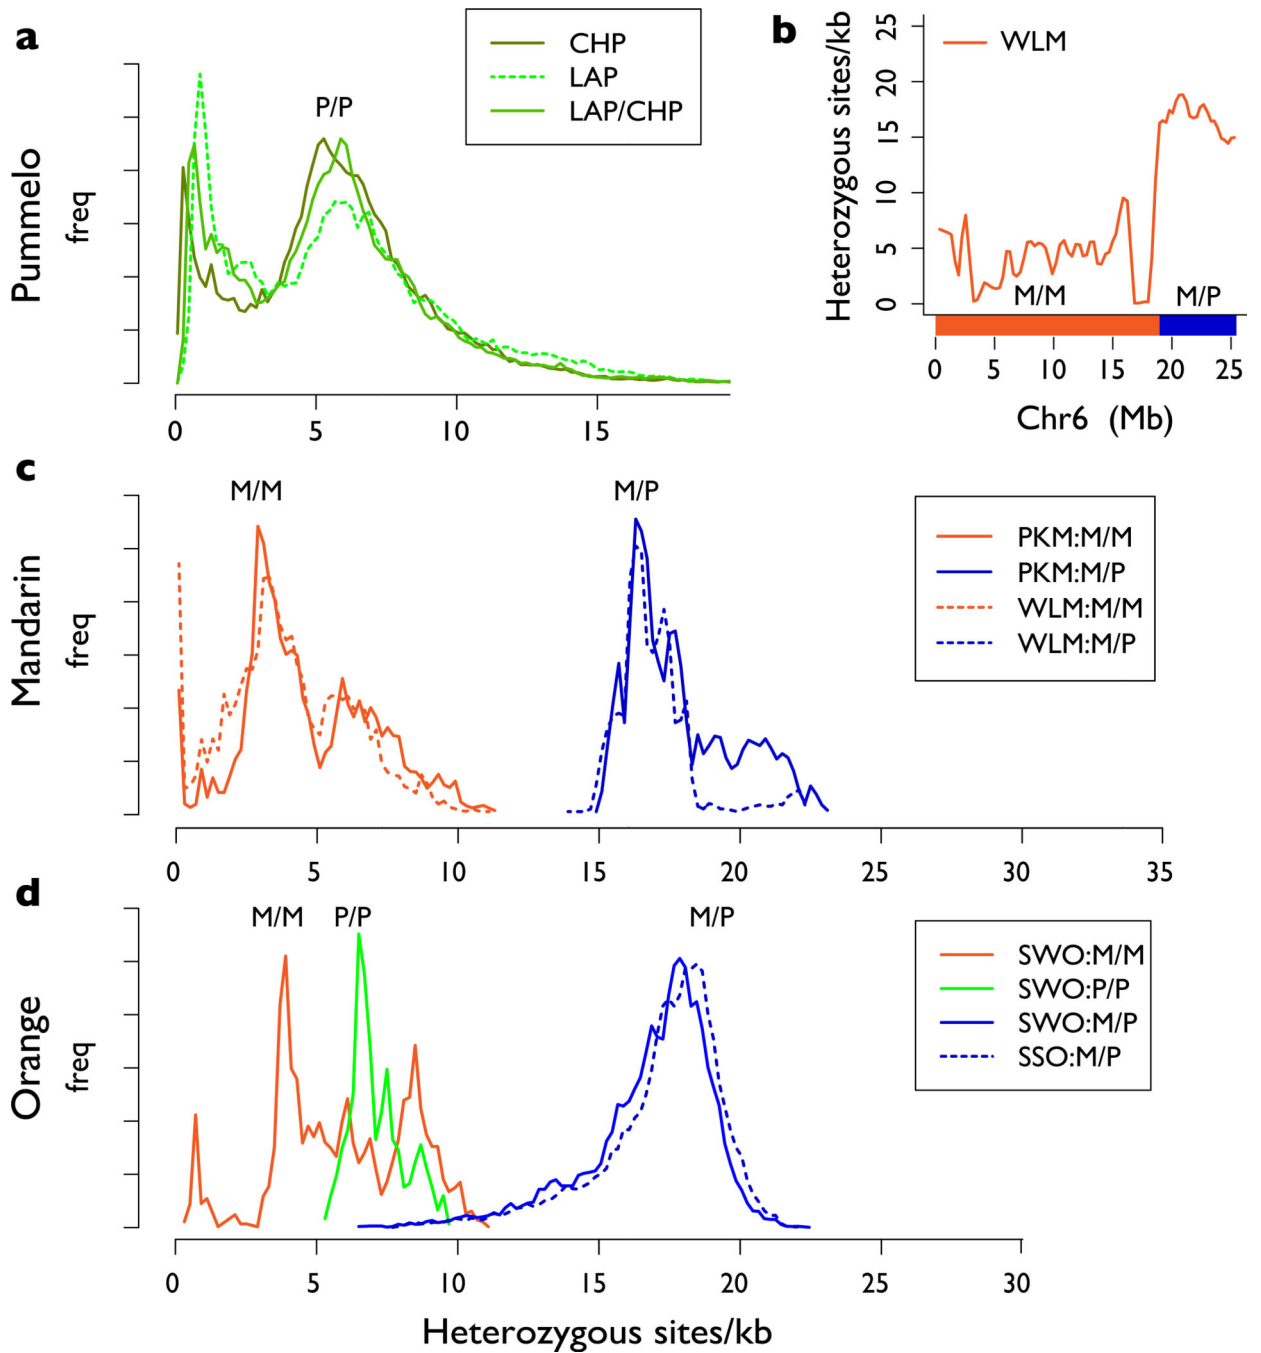 a
CHP
LAP
LAP/CHP
P/P
Pummelo
freq
0 5 10 15
b
WLM
Heterozygous sites/kb
0 5 10 15 20 25
M/M
M/P
0 5 10 15 20 25
Chr6 (Mb)
c
M/M
M/P
PKM:M/M
PKM:M/P
WLM:M/M
WLM:M/P
Mandarin
freq
0 5 10 15 20 25 30 35
d
M/M
P/P
M/P
SWO:M/M
SWO:P/P
SWO:M/P
SSO:M/P
Orange
freq
0 5 10 15 20 25 30
Heterozygous sites/kb